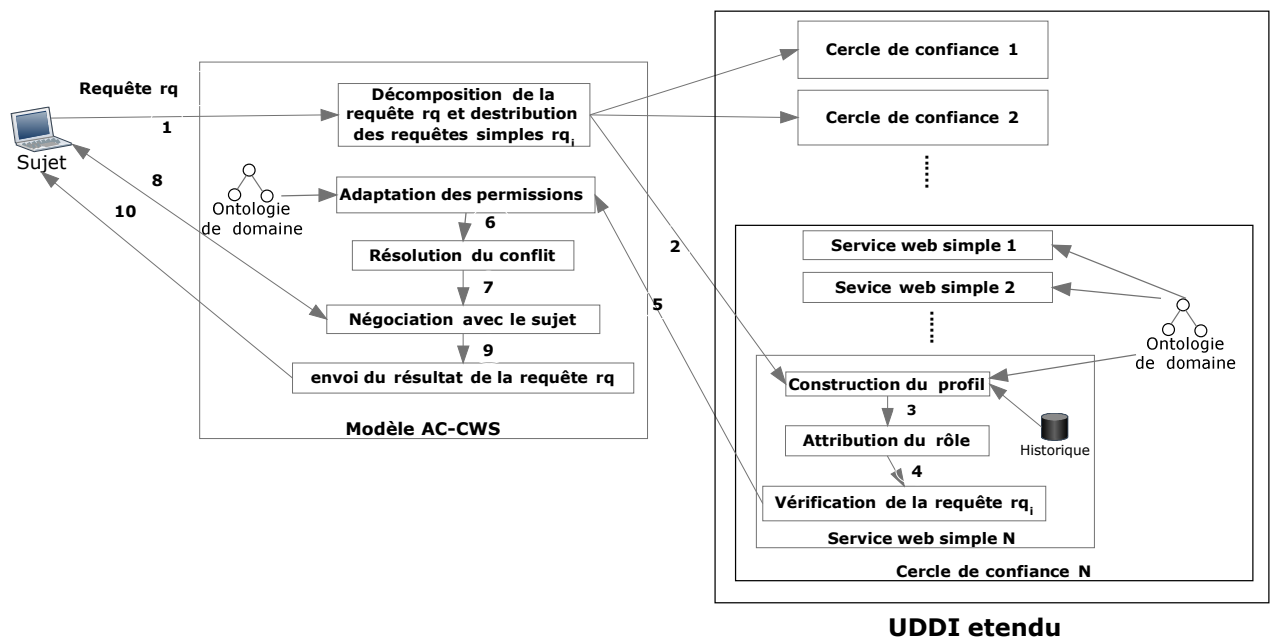 Requête rq
1
Sujet
8
10
Décomposition de la
requête rq et destribution
des requêtes simples rqi
Ontologie
de domaine
Adaptation des permissions
6
Résolution du conflit
7
Négociation avec le sujet
9
envoi du résultat de la requête rq
Modèle AC-CWS
2
5
Cercle de confiance 1
Cercle de confiance 2
Service web simple 1
Sevice web simple 2
Ontologie
de domaine
Construction du profil
3
Historique
Attribution du rôle
4
Vérification de la requête rqi
Service web simple N
Cercle de confiance N
UDDI etendu